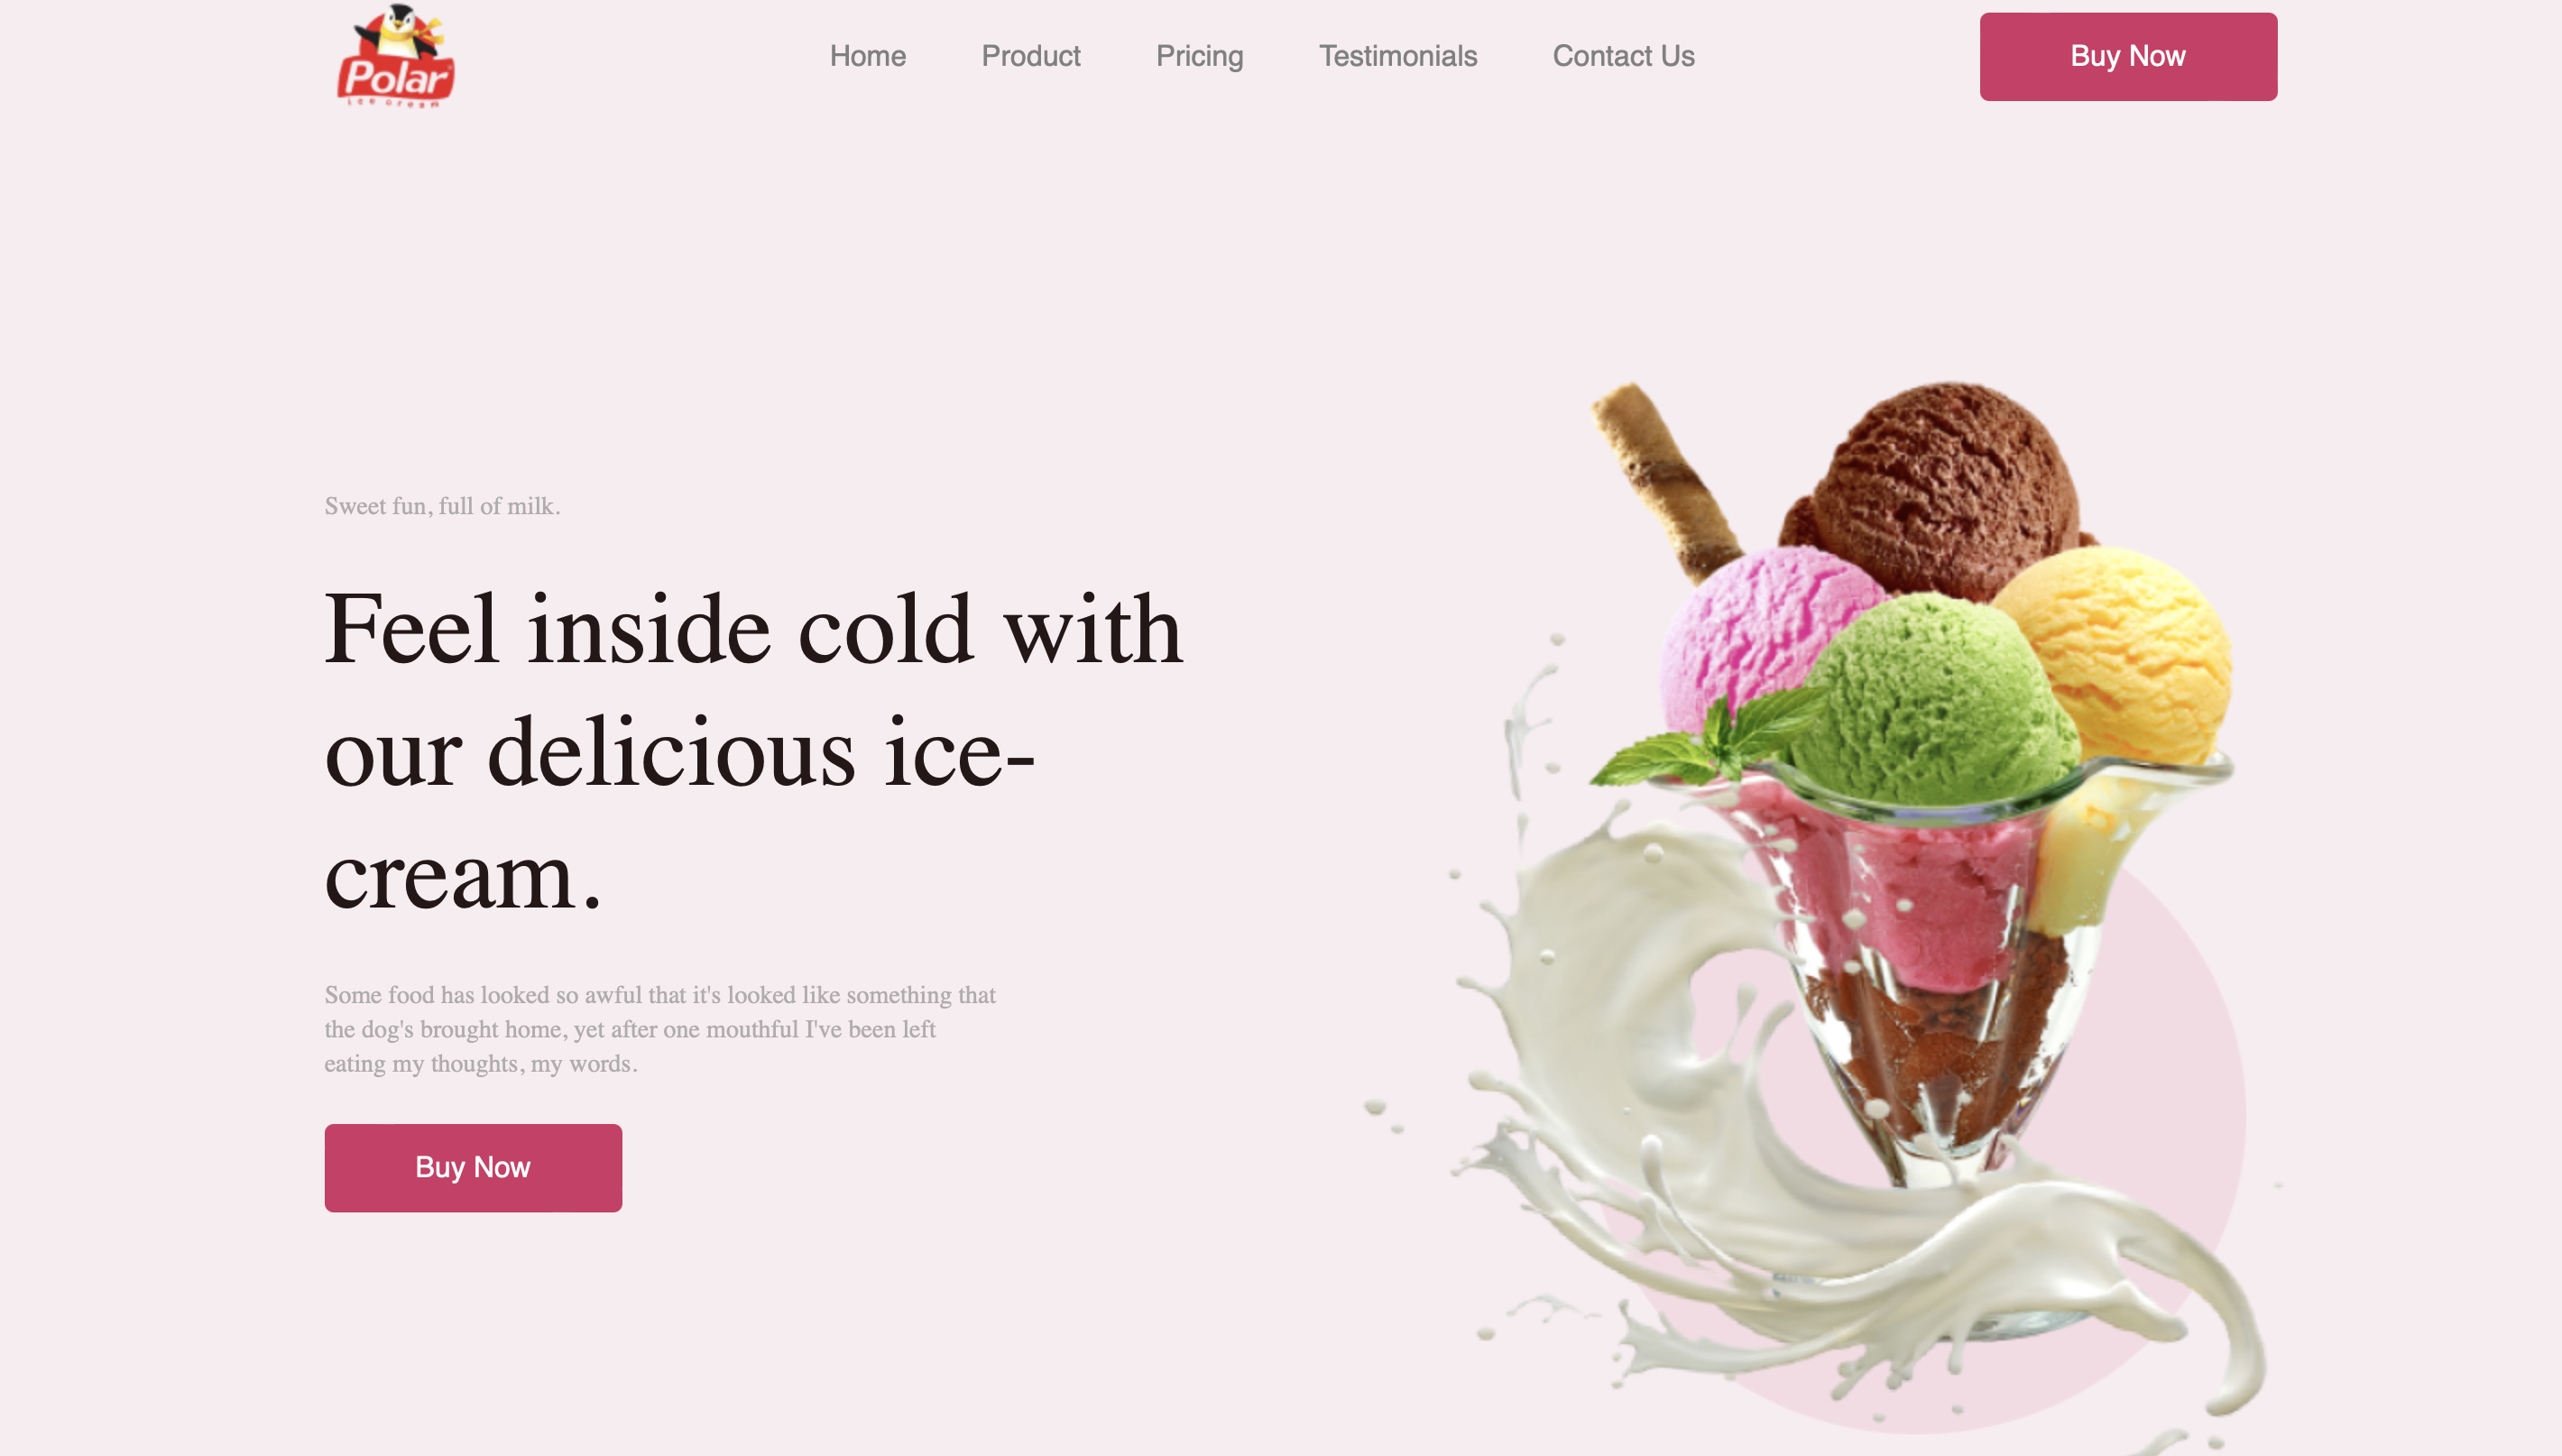 Polar
ice cream
Home Product Pricing Testimonials Contact Us
Buy Now
Sweet fun, full of milk.
Feel inside cold with
our delicious ice-
cream.
Some food has looked so awful that it's looked like something that
the dog's brought home, yet after one mouthful I've been left
eating my thoughts, my words.
Buy Now